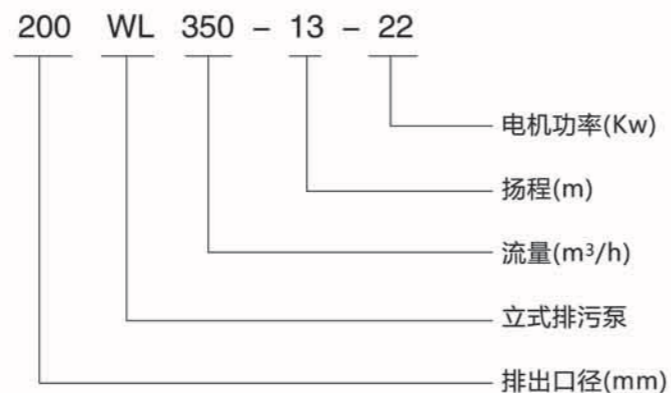 200 WL 350 – 13 – 22
电机功率(Kw)
扬程(m)
流量(m³/h)
立式排污泵
排出口径(mm)